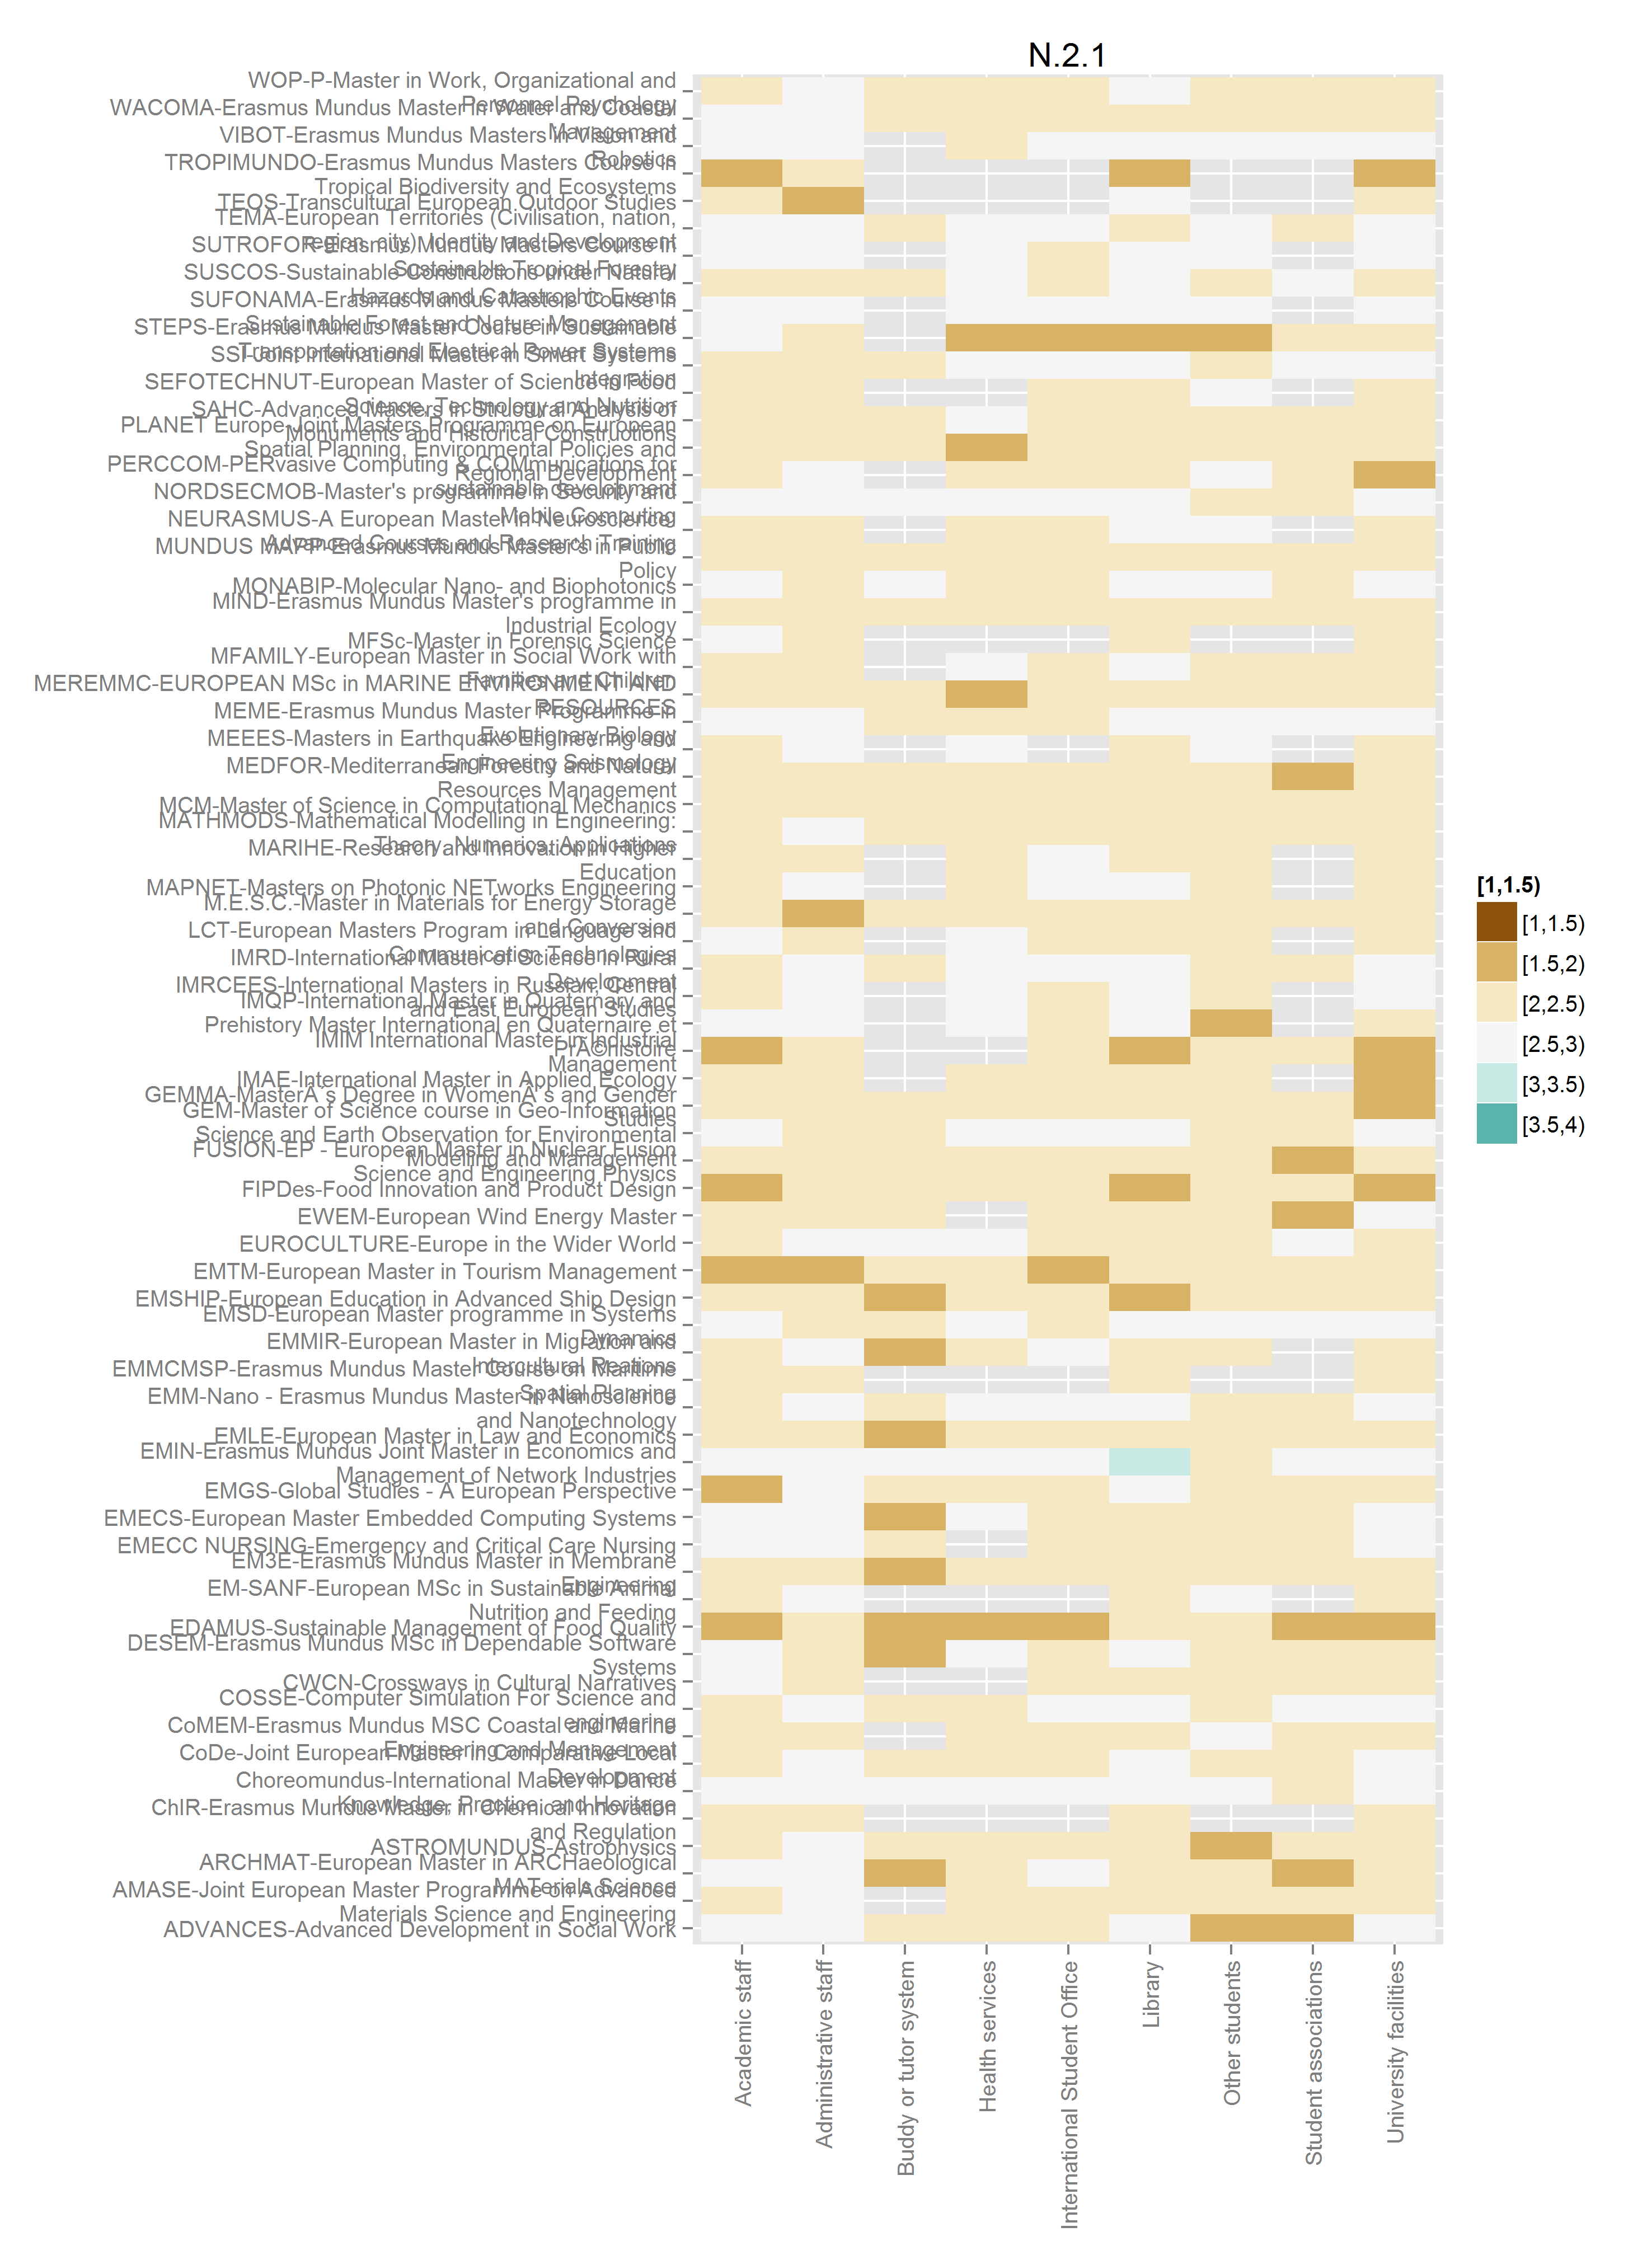 N.2.1
WOP-P-Master in Work, Organizational and
Personnel Psychology
WACOMA-Erasmus Mundus Master in Water and Coastal
Management
VIBOT-Erasmus Mundus Masters in Vision and
Robotics
TROPIMUNDO-Erasmus Mundus Masters Course in
Tropical Biodiversity and Ecosystems
TEOS-Transcultural European Outdoor Studies
TEMA-European Territories (Civilisation, nation,
region, city): Identity and Development
SUTROFOR-Erasmus Mundus Masters Course in
Sustainable Tropical Forestry
SUSCOS-Sustainable Constructions under Natural
Hazards and Catastrophic Events
SUFONAMA-Erasmus Mundus Masters Course in
Sustainable Forest and Nature Management
STEPS-Erasmus Mundus Master Course in Sustainable
Transportation and Electrical Power Systems
SSI-Joint International Master in Smart Systems
Integration
SEFOTECHNUT-European Master of Science in Food
Science, Technology and Nutrition
SAHC-Advanced Masters in Structural Analysis of
Monuments and Historical Constructions
PLANET Europe-Joint Masters Programme on European
Spatial Planning, Environmental Policies and
Regional Development
PERCCOM-PERvasive Computing & COMmunications for
sustainable development
NORDSECMOB-Master's programme in Security and
Mobile Computing
NEURASMUS-A European Master in Neuroscience:
Advanced Courses and Research Training
MUNDUS MAPP-Erasmus Mundus Master's in Public
Policy
MONABIP-Molecular Nano- and Biophotonics
MIND-Erasmus Mundus Master's programme in
Industrial Ecology
MFSc-Master in Forensic Science
MFAMILY-European Master in Social Work with
Families and Children
MEREMMC-EUROPEAN MSc in MARINE ENVIRONMENT AND
RESOURCES
MEME-Erasmus Mundus Master Programme in
Evolutionary Biology
MEEES-Masters in Earthquake Engineering and
Engineering Seismology
MEDFOR-Mediterranean Forestry and Natural
Resources Management
MCM-Master of Science in Computational Mechanics
MATHMODS-Mathematical Modelling in Engineering:
Theory, Numerics, Applications
MARIHE-Research and Innovation in Higher
Education
MAPNET-Masters on Photonic NETworks Engineering
M.E.S.C.-Master in Materials for Energy Storage
and Conversion
LCT-European Masters Program in Language and
Communication Technologies
IMRD-International Master of Science in Rural
Development
IMRCEES-International Masters in Russian, Central
and East European Studies
IMQP-International Master in Quaternary and
Prehistory Master International en Quaternaire et
PrÃ©histoire
IMIM International Master in Industrial
Management
IMAE-International Master in Applied Ecology
GEMMA-MasterÂ´s Degree in WomenÂ´s and Gender
Studies
GEM-Master of Science course in Geo-Information
Science and Earth Observation for Environmental
Modelling and Management
FUSION-EP - European Master in Nuclear Fusion
Science and Engineering Physics
FIPDes-Food Innovation and Product Design
EWEM-European Wind Energy Master
EUROCULTURE-Europe in the Wider World
EMTM-European Master in Tourism Management
EMSHIP-European Education in Advanced Ship Design
EMSD-European Master programme in Systems
Dynamics
EMMIR-European Master in Migration and
Intercultural Reations
EMMCMSP-Erasmus Mundus Master Course on Maritime
Spatial Planning
EMM-Nano - Erasmus Mundus Master in Nanoscience
and Nanotechnology
EMLE-European Master in Law and Economics
EMIN-Erasmus Mundus Joint Master in Economics and
Management of Network Industries
EMGS-Global Studies - A European Perspective
EMECS-European Master Embedded Computing Systems
EMECC NURSING-Emergency and Critical Care Nursing
EM3E-Erasmus Mundus Master in Membrane
Engineering
EM-SANF-European MSc in Sustainable Animal
Nutrition and Feeding
EDAMUS-Sustainable Management of Food Quality
DESEM-Erasmus Mundus MSc in Dependable Software
Systems
CWCN-Crossways in Cultural Narratives
COSSE-Computer Simulation For Science and
engineering
CoMEM-Erasmus Mundus MSC Coastal and Marine
Engineering and Management
CoDe-Joint European Master in Comparative Local
Development
Choreomundus-International Master in Dance
Knowledge, Practice, and Heritage
ChIR-Erasmus Mundus Master in Chemical Innovation
and Regulation
ASTROMUNDUS-Astrophysics
ARCHMAT-European Master in ARCHaeological
MATerials Science
AMASE-Joint European Master Programme on Advanced
Materials Science and Engineering
ADVANCES-Advanced Development in Social Work
Academic staff
Administrative staff
Buddy or tutor system
Health services
International Student Office
Library
Other students
Student associations
University facilities
[1,1.5)
[1,1.5)
[1.5,2)
[2,2.5)
[2.5,3)
[3,3.5)
[3.5,4)